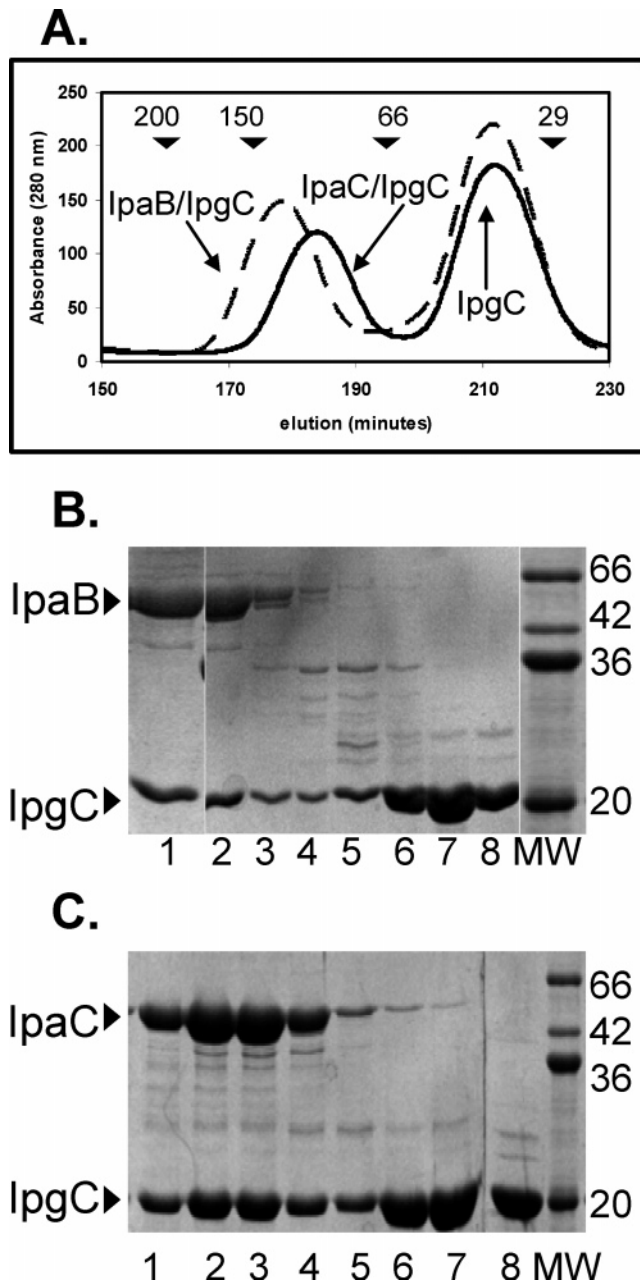 A.
250
200
150
100
50
0
Absorbance (280 nm)
200 150 66 29
IpaB/IpgC
IpaC/IpgC
IpgC
150 170 190 210 230
elution (minutes)
B.
IpaB
IpgC
66
42
36
20
1 2 3 4 5 6 7 8 MW
C.
IpaC
IpgC
66
42
36
20
1 2 3 4 5 6 7 8 MW